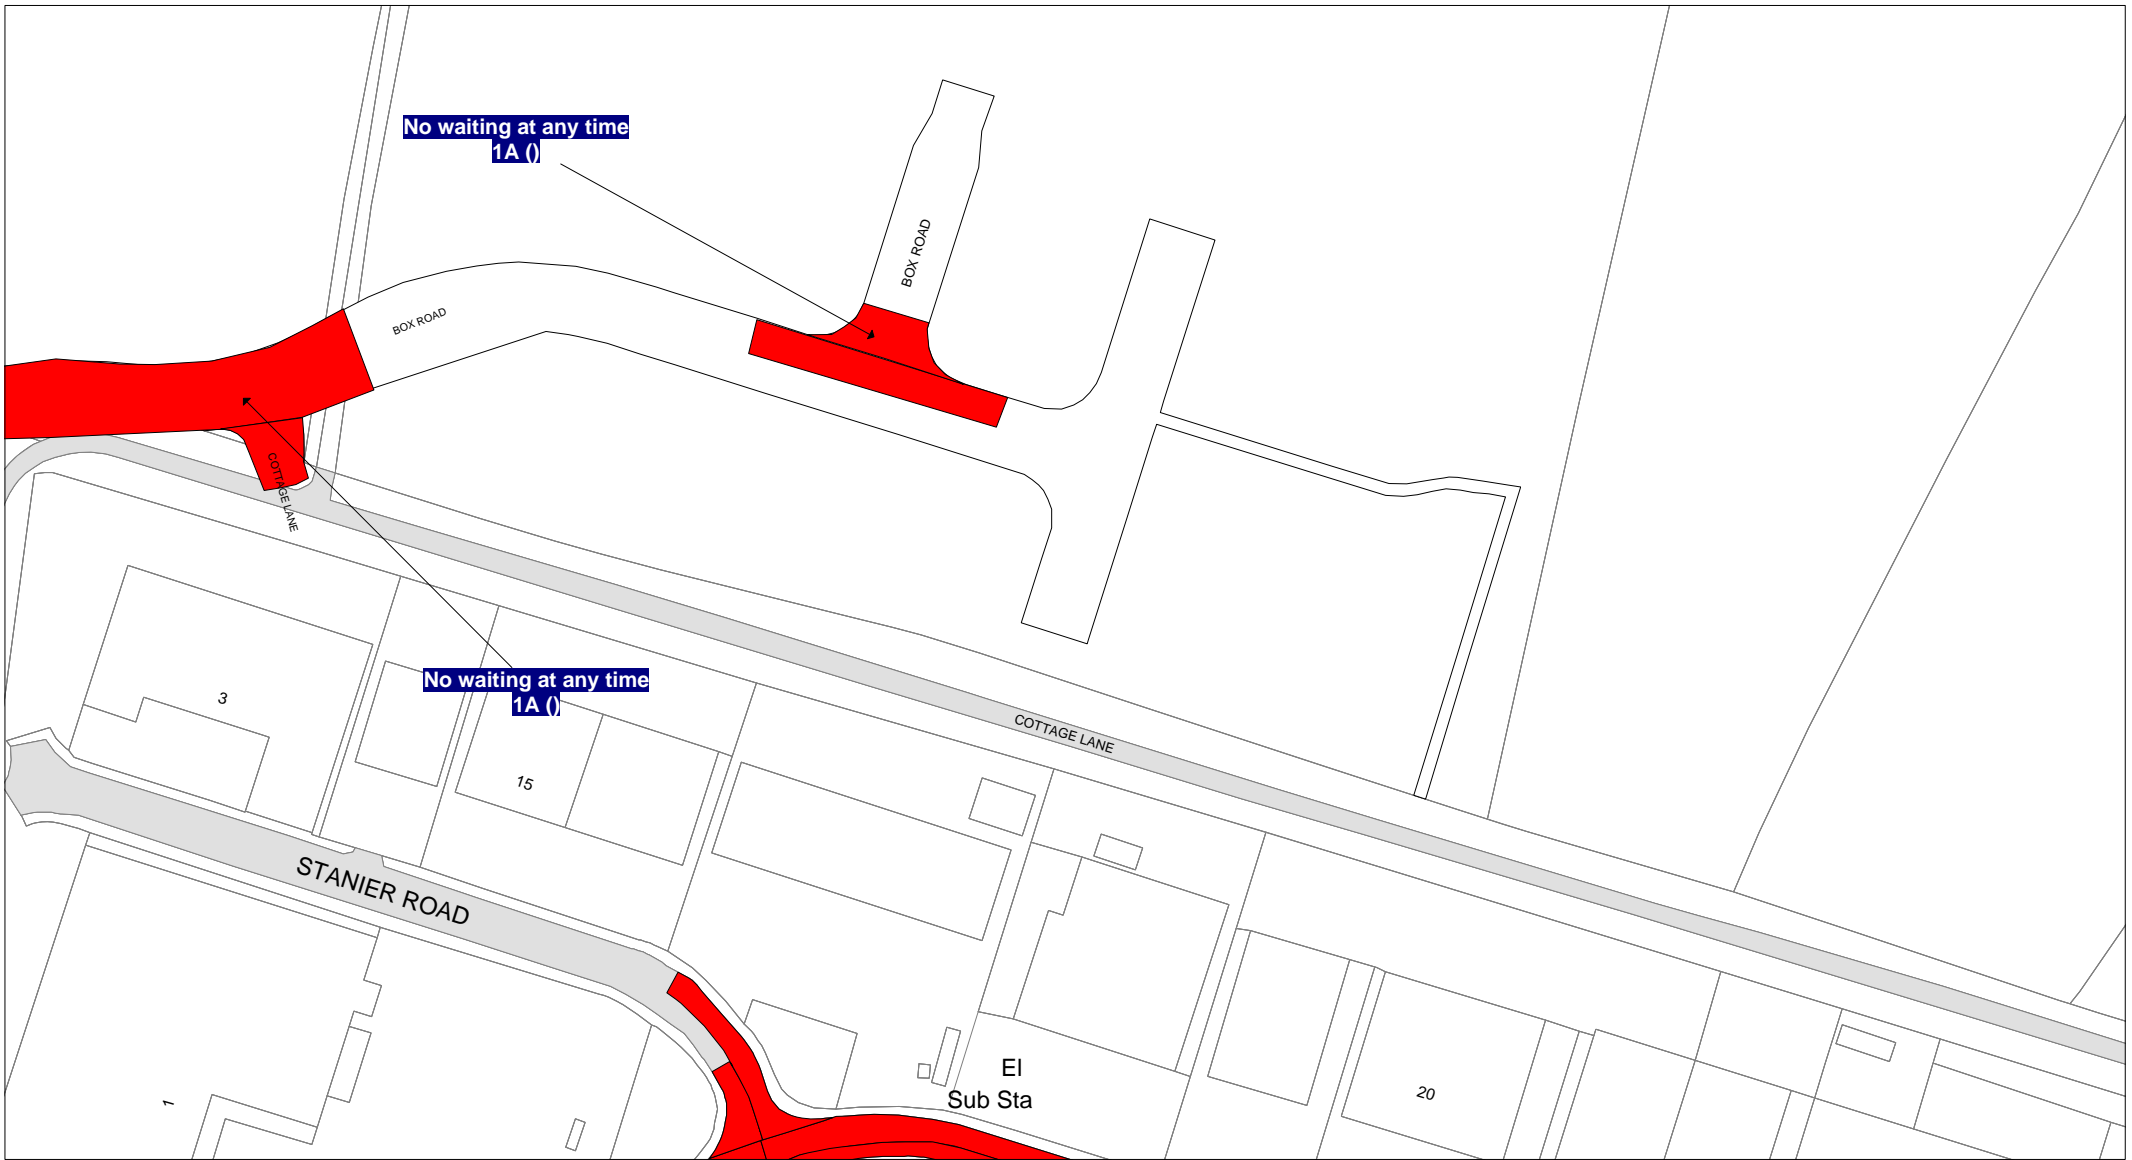 No waiting at any time
1A ()
BOX ROAD
BOX ROAD
COTTAGE LANE
No waiting at any time
1A ()
3
COTTAGE LANE
15
STANIER ROAD
El
Sub Sta
20
1